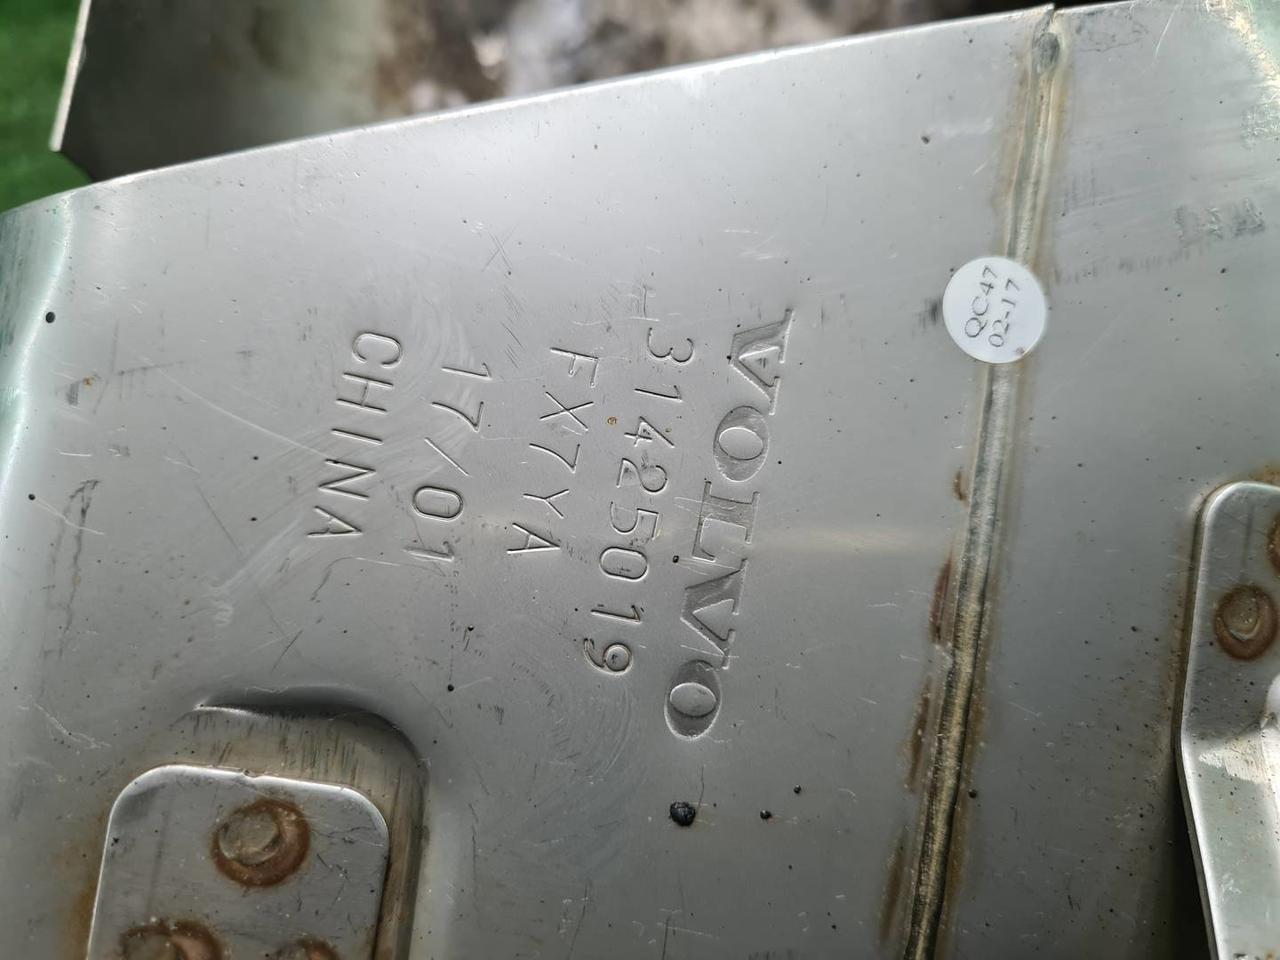 VOLVO
31425019
FX7YA
17/01
CHINA
QC47
02-17